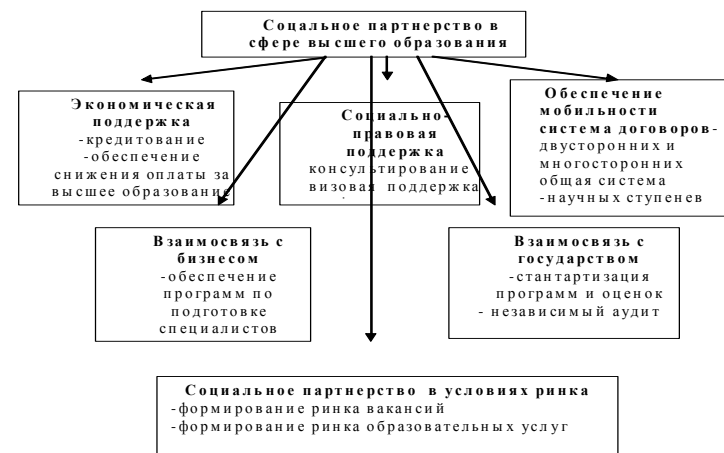 Соцальное партнерство в
сфере высшего образования
Экономическая
поддержка
-кредитование
-обеспечение
снижения оплаты за
высшее образование
Социально-
правовая
поддержка
консультирование
визовая поддержка
Обеспечение
мобильности
система договоров-
двусторонних и
многосторонних
общая система
-научных ступенев
Взаимосвязь с
бизнесом
-обеспечение
программ по
подготовке
специалистов
Взаимосвязь с
государством
-стантартизация
программ и оценок
- независимый аудит
Социальное партнерство в условиях ринка
-формирование ринка вакансий
-формирование ринка образовательных услуг